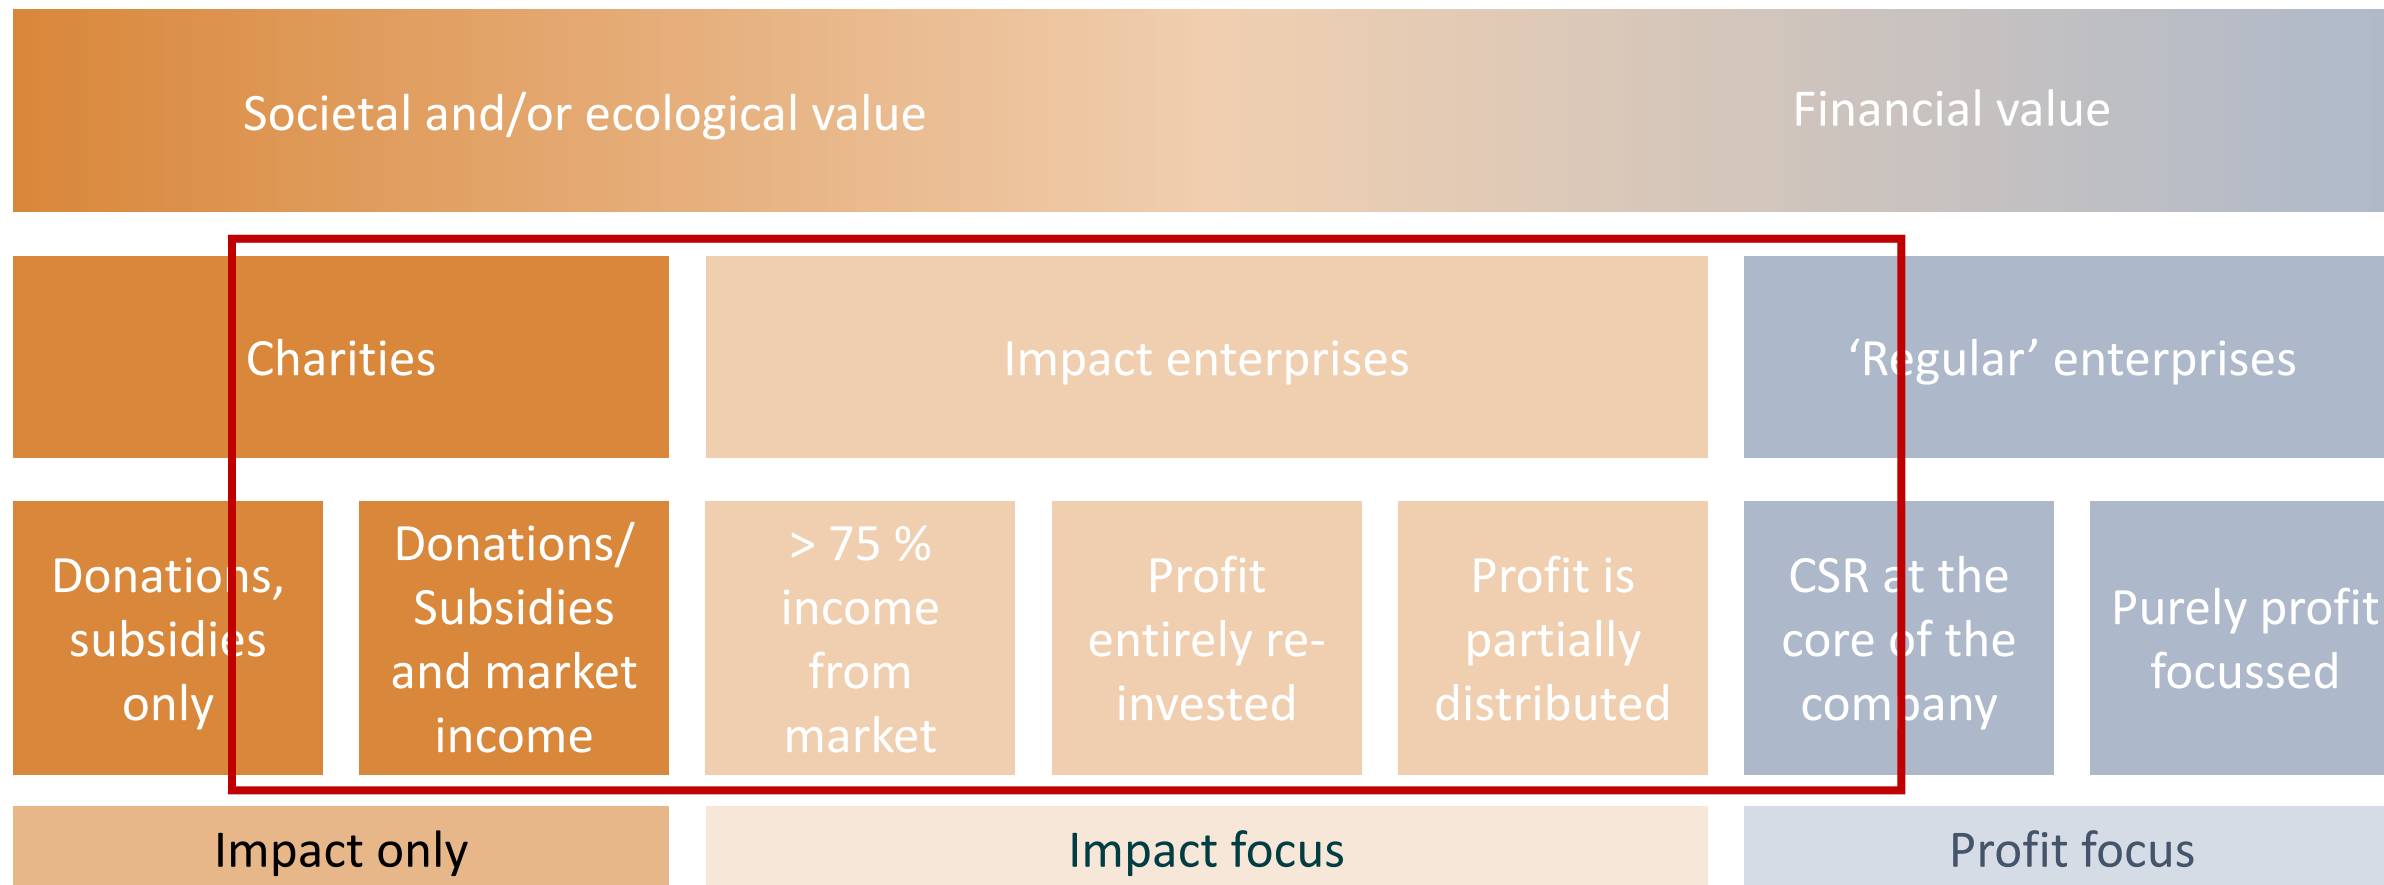 Societal and/or ecological value
Financial value
Charities
Impact enterprises
‘Regular’ enterprises
Donations,
subsidies
only
Donations/
Subsidies
and market
income
> 75 %
income
from
market
Profit
entirely re-
invested
Profit is
partially
distributed
CSR at the
core of the
company
Purely profit
focussed
Impact only
Impact focus
Profit focus